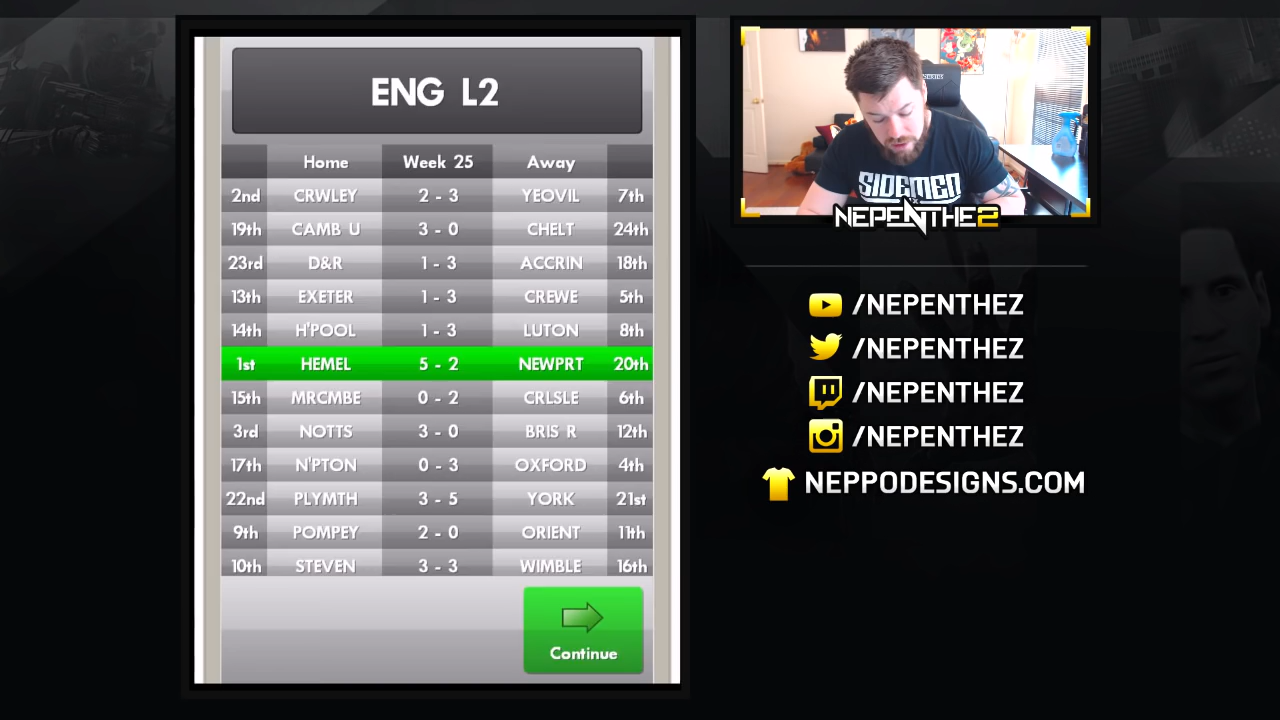 ENG L2
Home Week 25 Away
2nd CRWLEY 2 - 3 YEOVIL 7th
19th CAMB U 3 - 0 CHELT 24th
23rd D&R 1 - 3 ACCRIN 18th
13th EXETER 1 - 3 CREWE 5th
14th H'POOL 1 - 3 LUTON 8th
1st HEMEL 5 - 2 NEWPRT 20th
15th MRCMBE 0 - 2 CRLSLE 6th
3rd NOTTS 3 - 0 BRIS R 12th
17th N'PTON 0 - 3 OXFORD 4th
22nd PLYMTH 3 - 5 YORK 21st
9th POMPEY 2 - 0 ORIENT 11th
10th STEVEN 3 - 3 WIMBLE 16th
Continue
SIDEMEN
NEPENTHEZ
/NEPENTHEZ
/NEPENTHEZ
/NEPENTHEZ
/NEPENTHEZ
NEPPODESIGNS.COM